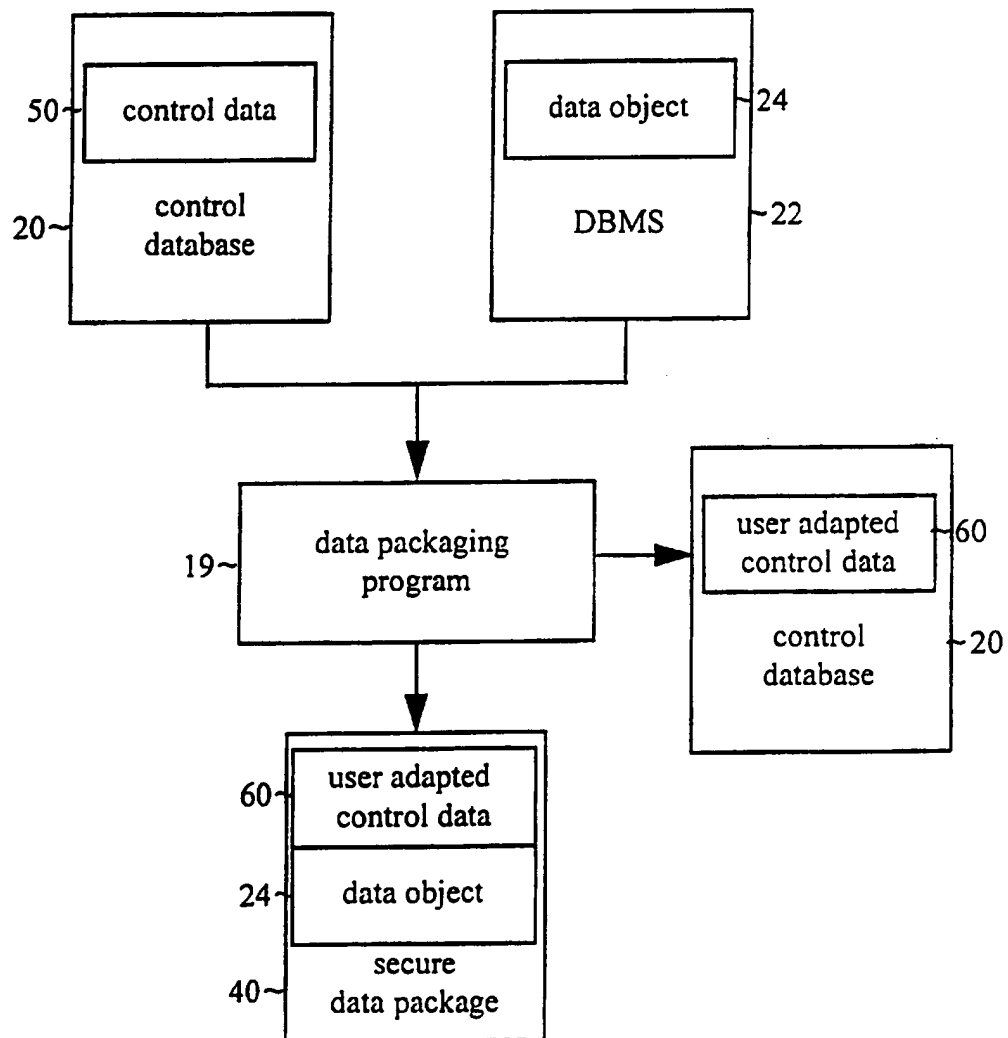 50~ control data
data object ~24
20~ control
database
DBMS ~22
19~ data packaging
program
user adapted ~60
control data
control ~20
database
60~ user adapted
control data
24~ data object
secure
40~ data package